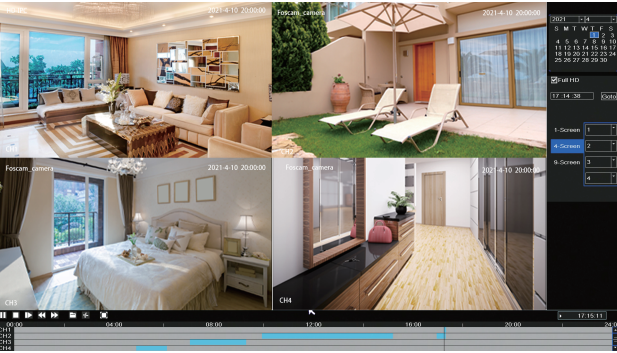 2021-4-10 20:00:00
CH1
Foscam_camera
2021-4-10 20:00:00
CH2
Foscam_camera
2021-4-10 20:00:00
CH3
Foscam_camera
2021-4-10 20:00:00
CH4
2021 4
S M T W T F S
1 2 3
4 5 6 7 8 9 10
11 12 13 14 15 16 17
18 19 20 21 22 23 24
25 26 27 28 29 30
Full HD
17 :14 :38 Goto
1-Screen 1
4-Screen 2
9-Screen 3
4
17:15:11
00:00 04:00 08:00 12:00 16:00 20:00 24:0
CH1
CH2
CH3
CH4